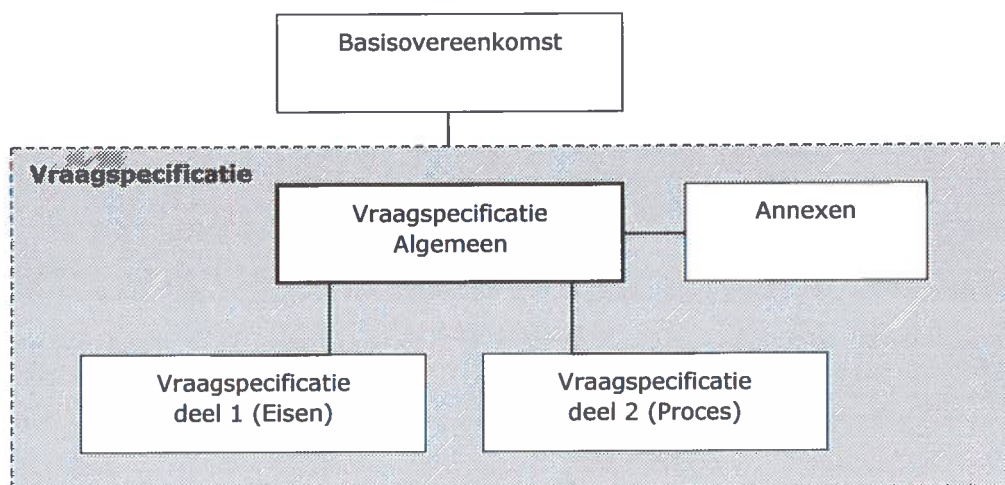 Basisovereenkomst
Vraagspecificatie
Vraagspecificatie
Algemeen
Annexen
Vraagspecificatie
deel 1 (Eisen)
Vraagspecificatie
deel 2 (Proces)